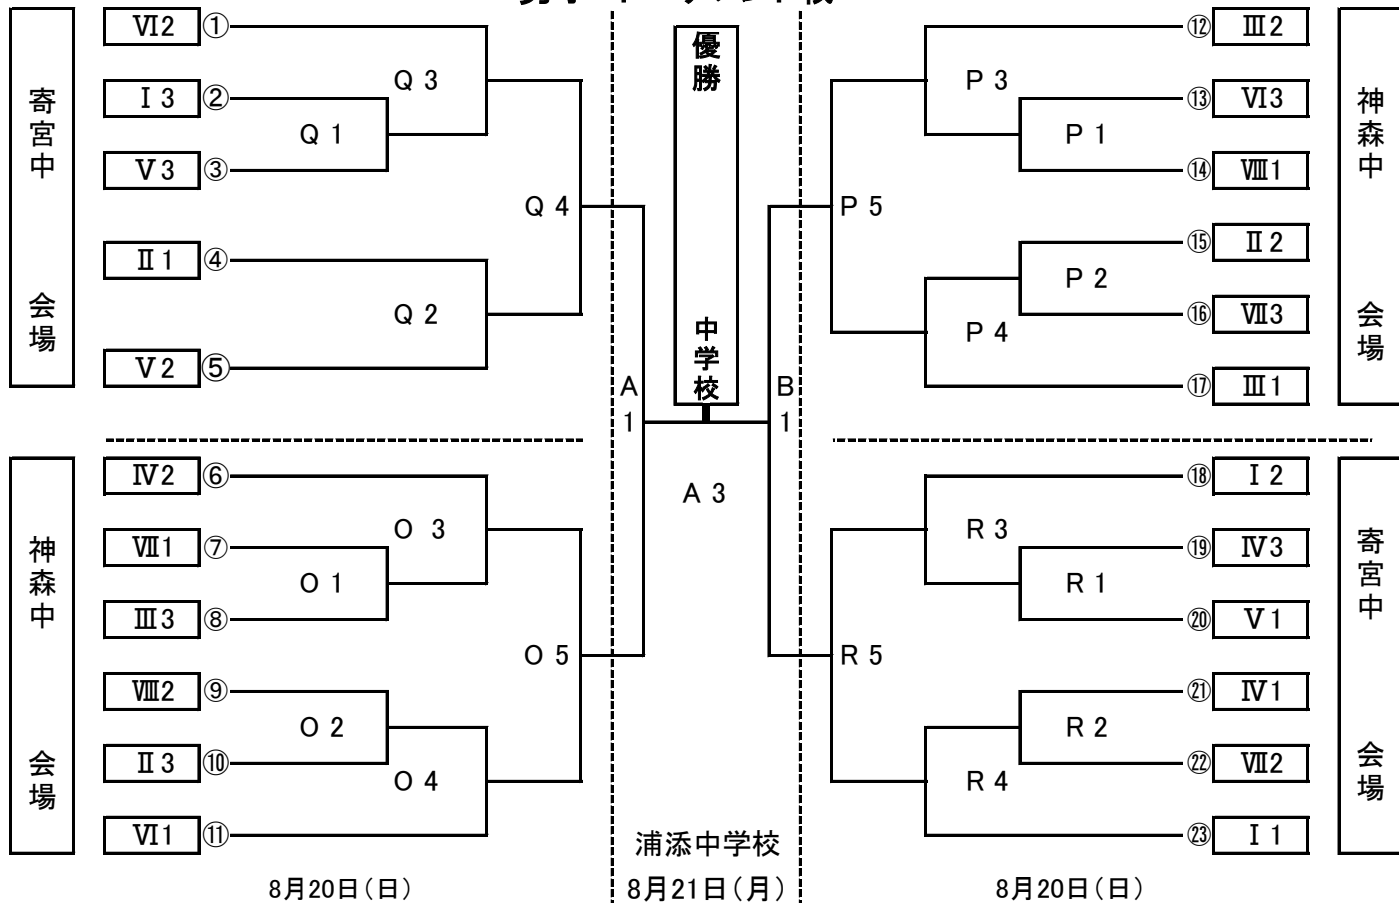 優勝 中学校
寄宮中 会場
Ⅵ2 ①
Ⅰ3 ②
Ⅴ3 ③
Ⅱ1 ④
Ⅴ2 ⑤
Q 3
Q 1
Q 4
Q 2
神森中 会場
Ⅳ2 ⑥
Ⅶ1 ⑦
Ⅲ3 ⑧
Ⅷ2 ⑨
Ⅱ3 ⑩
Ⅵ1 ⑪
O 3
O 1
O 5
O 2
O 4
A 1
A 3
B 1
⑫ Ⅲ2
⑬ Ⅵ3
⑭ Ⅷ1
⑮ Ⅱ2
⑯ Ⅶ3
⑰ Ⅲ1
P 3
P 1
P 5
P 2
P 4
神森中 会場
⑱ Ⅰ2
⑲ Ⅳ3
⑳ Ⅴ1
㉑ Ⅳ1
㉒ Ⅶ2
㉓ Ⅰ1
R 3
R 1
R 5
R 2
R 4
寄宮中 会場
浦添中学校
8月20日(日)
8月21日(月)
8月20日(日)